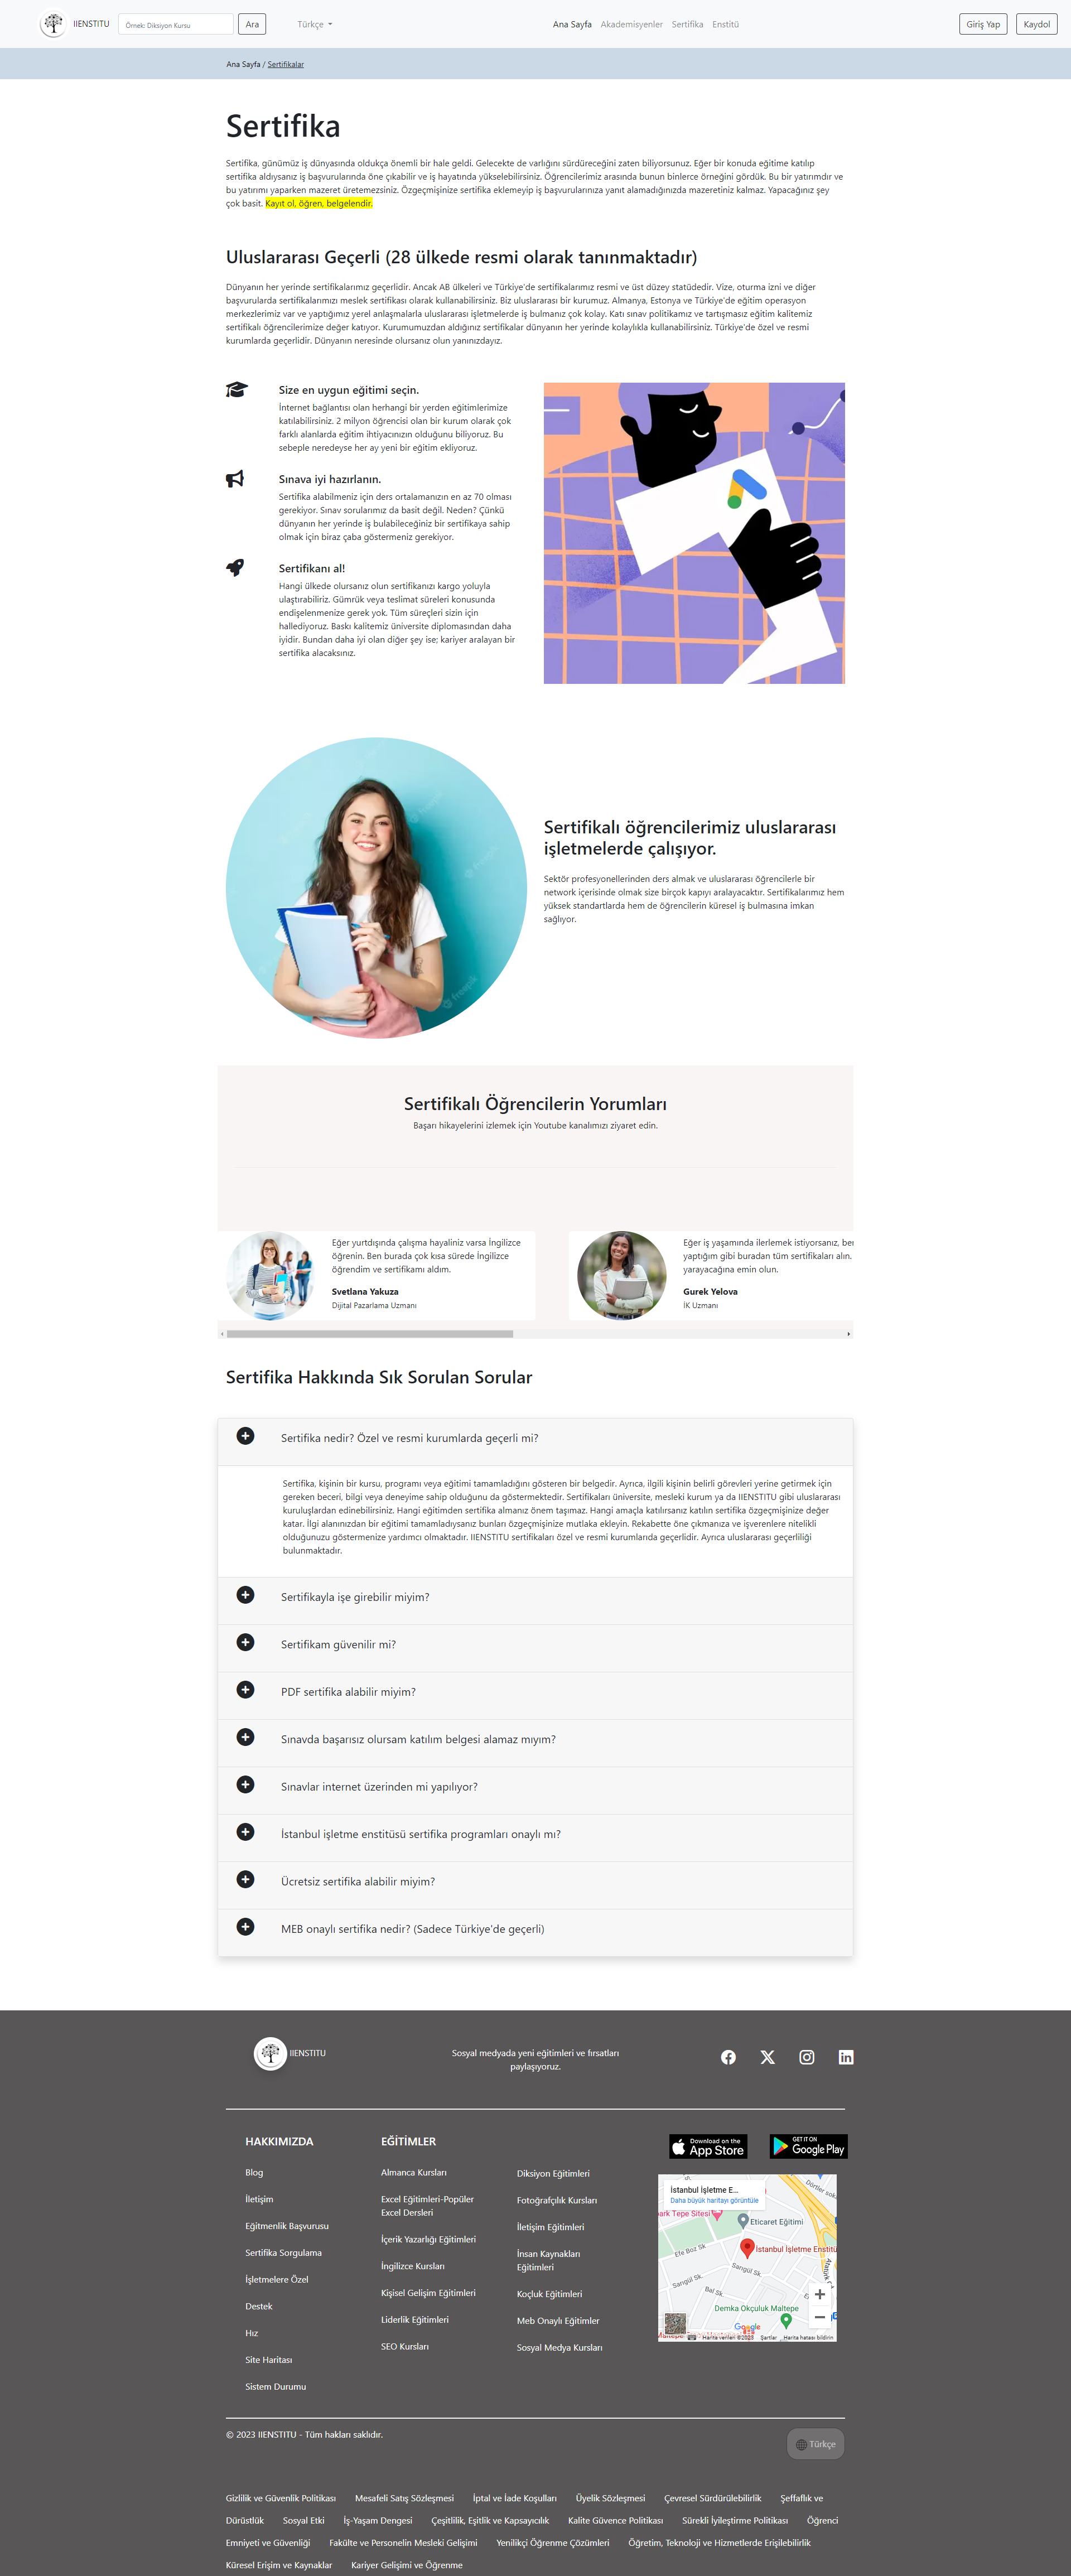 IIENSTITU
Örnek: Diksiyon Kursu
Ara
Türkçe
Ana Sayfa
Akademisyenler
Sertifika
Enstitü
Giriş Yap
Kaydol
Ana Sayfa / Sertifikalar
Sertifika
Sertifika, günümüz iş dünyasında oldukça önemli bir hale geldi. Gelecekte de varlığını sürdüreceğini zaten biliyorsunuz. Eğer bir konuda eğitime katılıp
sertifika aldıysanız iş başvurularında öne çıkabilir ve iş hayatında yükselebilirsiniz. Öğrencilerimiz arasında bunun binlerce örneğini gördük. Bu bir yatırımdır ve
bu yatırımı yaparken mazeret üretemezsiniz. Özgeçmişinize sertifika eklemeyip iş başvurularınıza yanıt alamadığınızda mazeretiniz kalmaz. Yapacağınız şey
çok basit. Kayıt ol, öğren, belgelendir.
Uluslararası Geçerli (28 ülkede resmi olarak tanınmaktadır)
Dünyanın her yerinde sertifikalarımız geçerlidir. Ancak AB ülkeleri ve Türkiye'de sertifikalarımız resmi ve üst düzey statüdedir. Vize, oturma izni ve diğer
başvurularda sertifikalarımızı meslek sertifikası olarak kullanabilirsiniz. Biz uluslararası bir kurumuz. Almanya, Estonya ve Türkiye'de eğitim operasyon
merkezlerimiz var ve yaptığımız yerel anlaşmalarla uluslararası işletmelerde iş bulmanız çok kolay. Katı sınav politikamız ve tartışmasız eğitim kalitemiz
sertifikalı öğrencilerimize değer katıyor. Kurumumuzdan aldığınız sertifikalar dünyanın her yerinde kolaylıkla kullanabilirsiniz. Türkiye'de özel ve resmi
kurumlarda geçerlidir. Dünyanın neresinde olursanız olun yanınızdayız.
Size en uygun eğitimi seçin.
İnternet bağlantısı olan herhangi bir yerden eğitimlerimize
katılabilirsiniz. 2 milyon öğrencisi olan bir kurum olarak çok
farklı alanlarda eğitim ihtiyacınızın olduğunu biliyoruz. Bu
sebeple neredeyse her ay yeni bir eğitim ekliyoruz.
Sınava iyi hazırlanın.
Sertifika alabilmeniz için ders ortalamanızın en az 70 olması
gerekiyor. Sınav sorularımız da basit değil. Neden? Çünkü
dünyanın her yerinde iş bulabileceğiniz bir sertifikaya sahip
olmak için biraz çaba göstermeniz gerekiyor.
Sertifikanı al!
Hangi ülkede olursanız olun sertifikanızı kargo yoluyla
ulaştırabiliriz. Gümrük veya teslimat süreleri konusunda
endişelenmenize gerek yok. Tüm süreçleri sizin için
hallediyoruz. Baskı kalitemiz üniversite diplomasından daha
iyidir. Bundan daha iyi olan diğer şey ise; kariyer aralayan bir
sertifika alacaksınız.
Sertifikalı öğrencilerimiz uluslararası
işletmelerde çalışıyor.
Sektör profesyonellerinden ders almak ve uluslararası öğrencilerle bir
network içerisinde olmak size birçok kapıyı aralayacaktır. Sertifikalarımız hem
yüksek standartlarda hem de öğrencilerin küresel iş bulmasına imkan
sağlıyor.
freepik
Sertifikalı Öğrencilerin Yorumları
Başarı hikayelerini izlemek için Youtube kanalımızı ziyaret edin.
Eğer yurtdışında çalışma hayaliniz varsa İngilizce
öğrenin. Ben burada çok kısa sürede İngilizce
öğrendim ve sertifikamı aldım.
Svetlana Yakuza
Dijital Pazarlama Uzmanı
Eğer iş yaşamında ilerlemek istiyorsanız, ben
yaptığım gibi buradan tüm sertifikaları alın.
yarayacağına emin olun.
Gurek Yelova
İK Uzmanı
Sertifika Hakkında Sık Sorulan Sorular
Sertifika nedir? Özel ve resmi kurumlarda geçerli mi?
Sertifika, kişinin bir kursu, programı veya eğitimi tamamladığını gösteren bir belgedir. Ayrıca, ilgili kişinin belirli görevleri yerine getirmek için
gereken beceri, bilgi veya deneyime sahip olduğunu da göstermektedir. Sertifikaları üniversite, mesleki kurum ya da IIENSTITU gibi uluslararası
kuruluşlardan edinebilirsiniz. Hangi eğitimden sertifika almanız önem taşımaz. Hangi amaçla katılırsanız katılın sertifika özgeçmişinize değer
katar. İlgi alanınızdan bir eğitimi tamamladıysanız bunları özgeçmişinize mutlaka ekleyin. Rekabette öne çıkmanıza ve işverenlere nitelikli
olduğunuzu göstermenize yardımcı olmaktadır. IIENSTITU sertifikaları özel ve resmi kurumlarıda geçerlidir. Ayrıca uluslararası geçerliliği
bulunmaktadır.
Sertifikayla işe girebilir miyim?
Sertifikam güvenilir mi?
PDF sertifika alabilir miyim?
Sınavda başarısız olursam katılım belgesi alamaz mıyım?
Sınavlar internet üzerinden mi yapılıyor?
İstanbul işletme enstitüsü sertifika programları onaylı mı?
Ücretsiz sertifika alabilir miyim?
MEB onaylı sertifika nedir? (Sadece Türkiye'de geçerli)
IIENSTITU
Sosyal medyada yeni eğitimleri ve fırsatları
paylaşıyoruz.
HAKKIMIZDA
Blog
İletişim
Eğitmenlik Başvurusu
Sertifika Sorgulama
İşletmelere Özel
Destek
Hız
Site Haritası
Sistem Durumu
EĞİTİMLER
Almanca Kursları
Excel Eğitimleri-Popüler
Excel Dersleri
İçerik Yazarlığı Eğitimleri
İngilizce Kursları
Kişisel Gelişim Eğitimleri
Liderlik Eğitimleri
SEO Kursları
Diksiyon Eğitimleri
Fotoğrafçılık Kursları
İletişim Eğitimleri
İnsan Kaynakları
Eğitimleri
Koçluk Eğitimleri
Meb Onaylı Eğitimler
Sosyal Medya Kursları
Download on the
App Store
GET IT ON
Google Play
İstanbul İşletme E...
Daha büyük haritayı görüntüle
ark Tepe Sitesi
Eticaret Eğitimi
Efe Boz Sk
İstanbul İşletme Enstitü
Sangül Sk.
Sangül Sk.
Bal Sk.
Demka Okçuluk Maltepe
Google
Harita verileri ©2023
Şartlar
Harita hatası bildirin
© 2023 IIENSTITU - Tüm hakları saklıdır.
Türkçe
Gizlilik ve Güvenlik Politikası
Mesafeli Satış Sözleşmesi
İptal ve İade Koşulları
Üyelik Sözleşmesi
Çevresel Sürdürülebilirlik
Şeffaflık ve
Dürüstlük
Sosyal Etki
İş-Yaşam Dengesi
Çeşitlilik, Eşitlik ve Kapsayıcılık
Kalite Güvence Politikası
Sürekli İyileştirme Politikası
Öğrenci
Emniyeti ve Güvenliği
Fakülte ve Personelin Mesleki Gelişimi
Yenilikçi Öğrenme Çözümleri
Öğretim, Teknoloji ve Hizmetlerde Erişilebilirlik
Küresel Erişim ve Kaynaklar
Kariyer Gelişimi ve Öğrenme